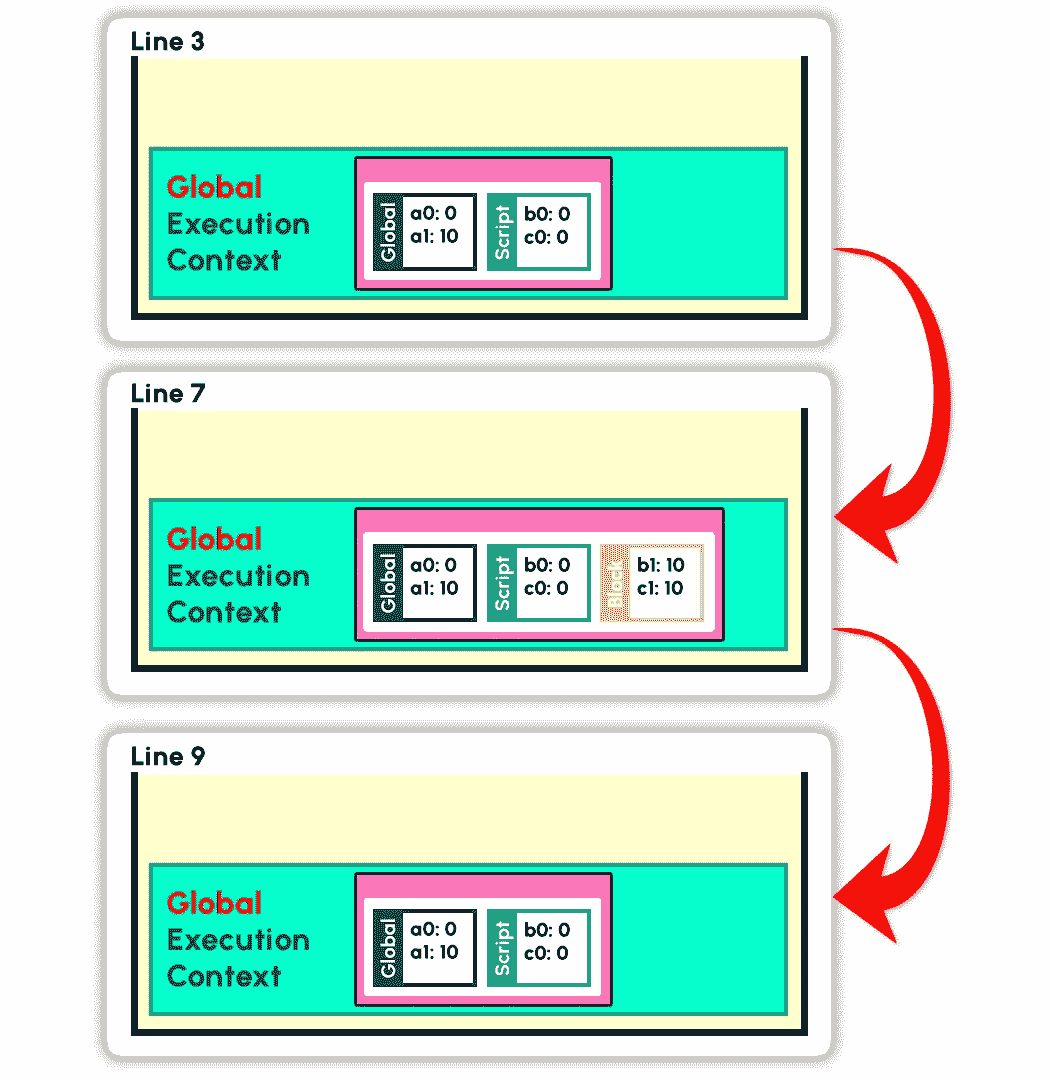 Line 3
Global
Execution
Context
Global
a0: 0
a1: 10
Script
b0: 0
c0: 0
Line 7
Global
Execution
Context
Global
a0: 0
a1: 10
Script
b0: 0
c0: 0
Block
b1: 10
c1: 10
Line 9
Global
Execution
Context
Global
a0: 0
a1: 10
Script
b0: 0
c0: 0